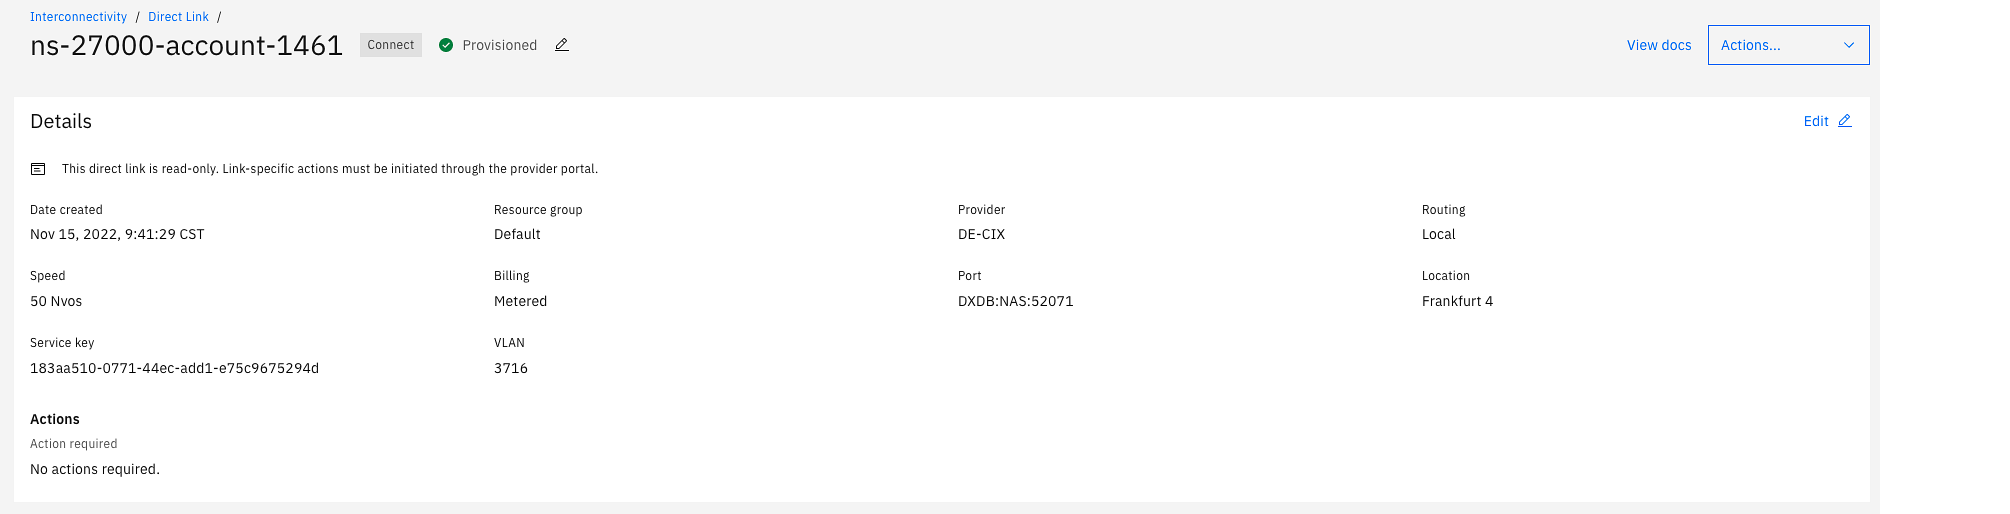 Interconnectivity / Direct Link /
ns-27000-account-1461 Connect Provisioned View docs Actions...
Details Edit
This direct link is read-only. Link-specific actions must be initiated through the provider portal.
Date created Resource group Provider Routing
Nov 15, 2022, 9:41:29 CST Default DE-CIX Local
Speed Billing Port Location
50 Nvos Metered DXDB:NAS:52071 Frankfurt 4
Service key VLAN
183aa510-0771-44ec-add1-e75c9675294d 3716
Actions
Action required
No actions required.